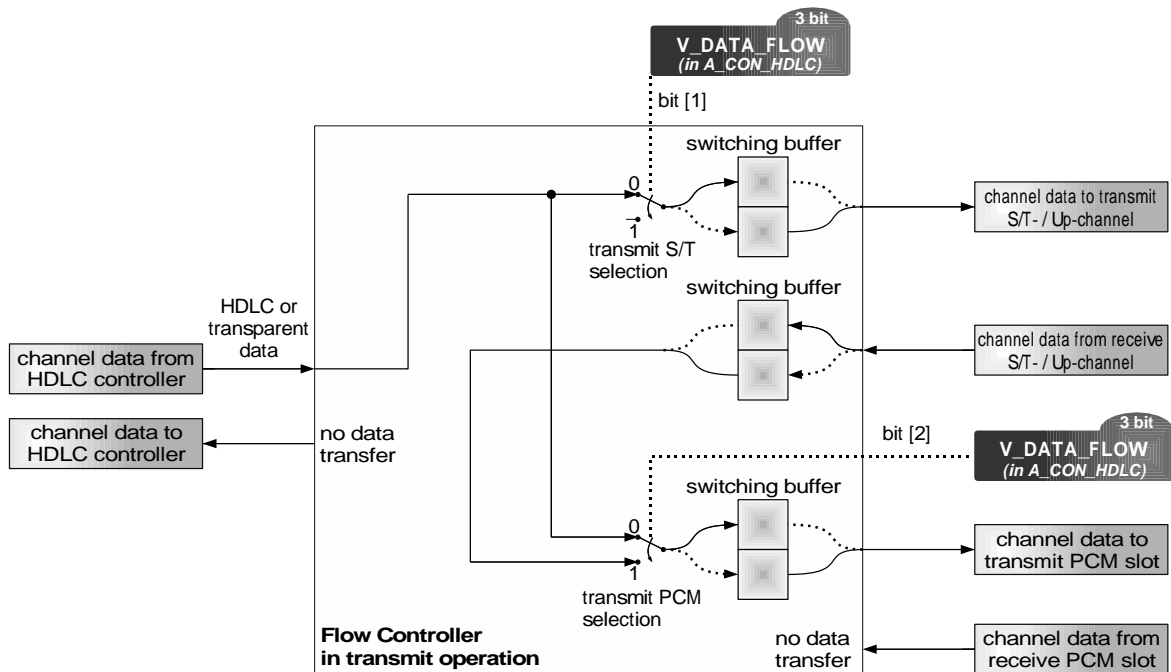 3 bit
V_DATA_FLOW
(in A_CON_HDLC)
bit [1]
switching buffer
0
1
transmit S/T
selection
channel data to transmit
S/T- / Up-channel
switching buffer
HDLC or
transparent
data
channel data from
HDLC controller
channel data from receive
S/T- / Up-channel
channel data to
HDLC controller
no data
transfer
bit [2]
3 bit
V_DATA_FLOW
(in A_CON_HDLC)
switching buffer
0
1
transmit PCM
selection
channel data to
transmit PCM slot
Flow Controller
in transmit operation
no data
transfer
channel data from
receive PCM slot